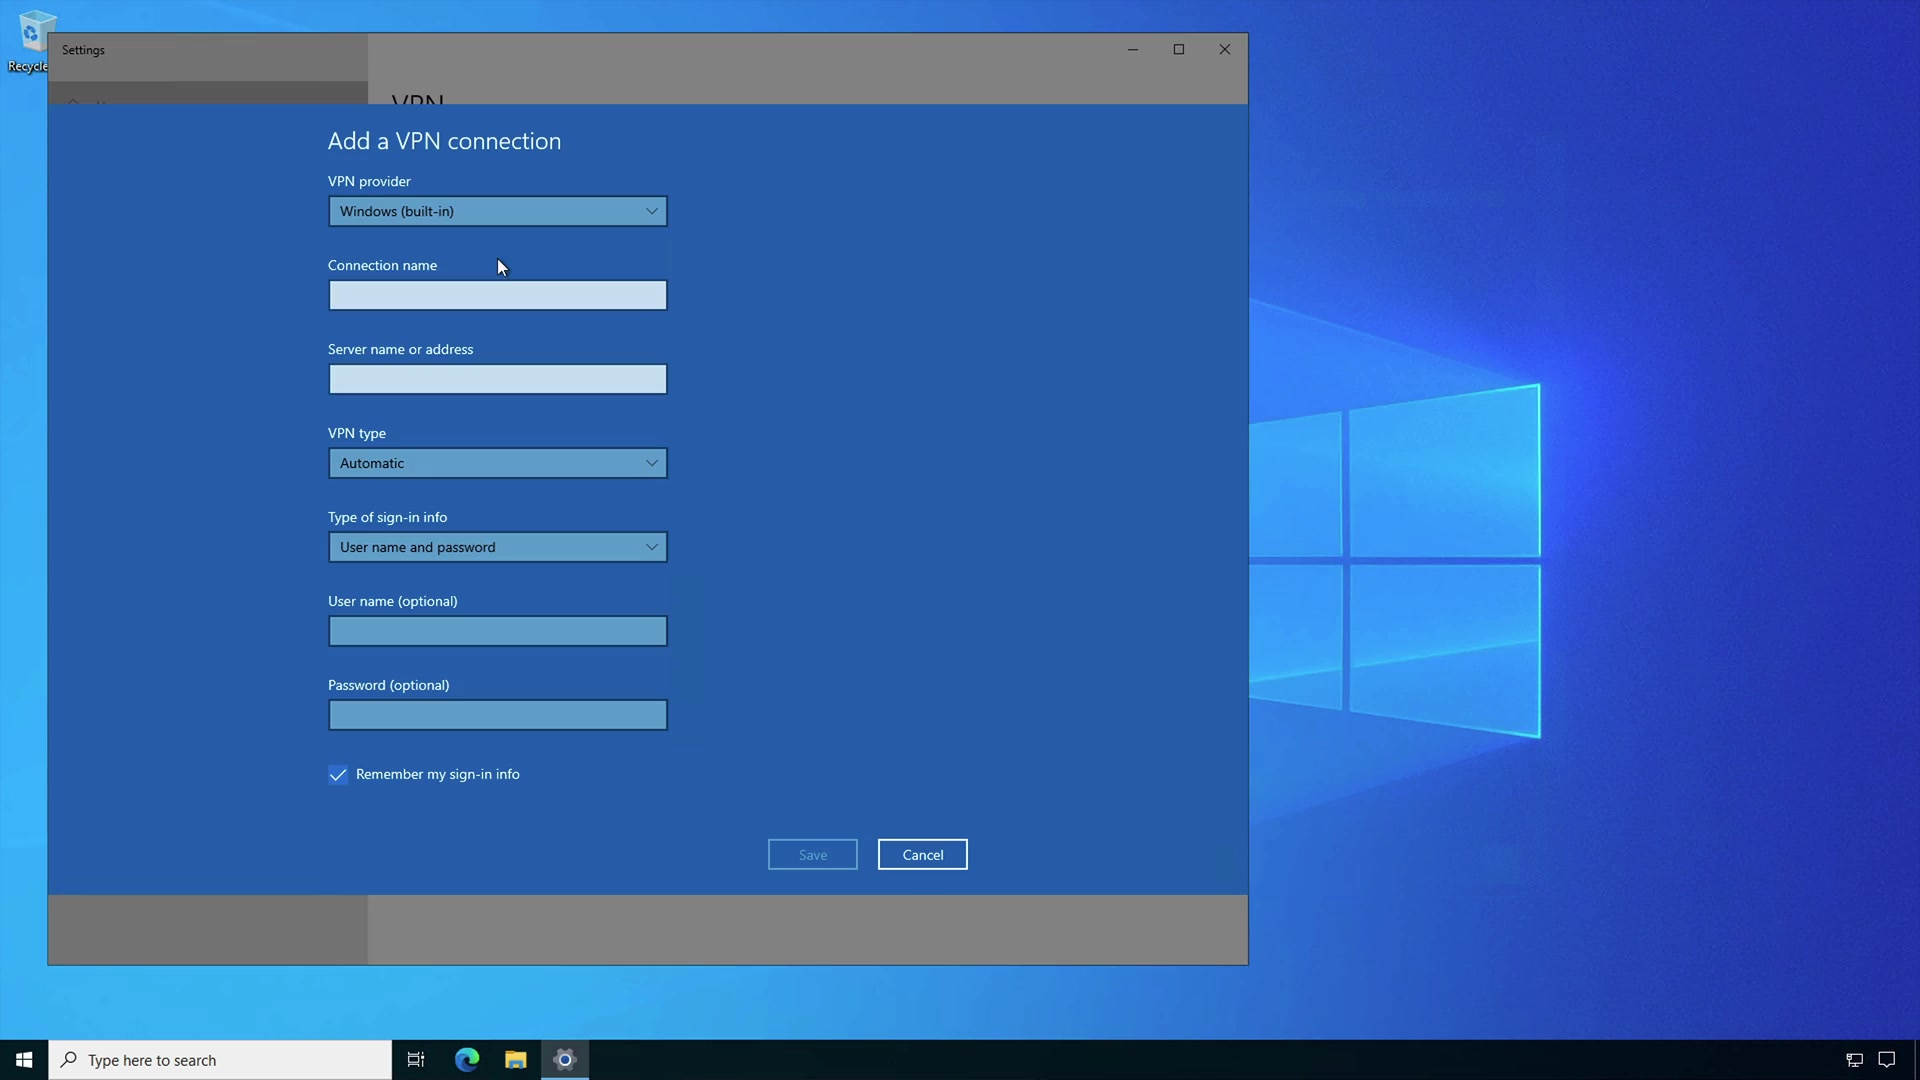 Recycle
Settings
VPN
Add a VPN connection
VPN provider
Windows (built-in)
Connection name
Server name or address
VPN type
Automatic
Type of sign-in info
User name and password
User name (optional)
Password (optional)
Remember my sign-in info
Save
Cancel
Type here to search